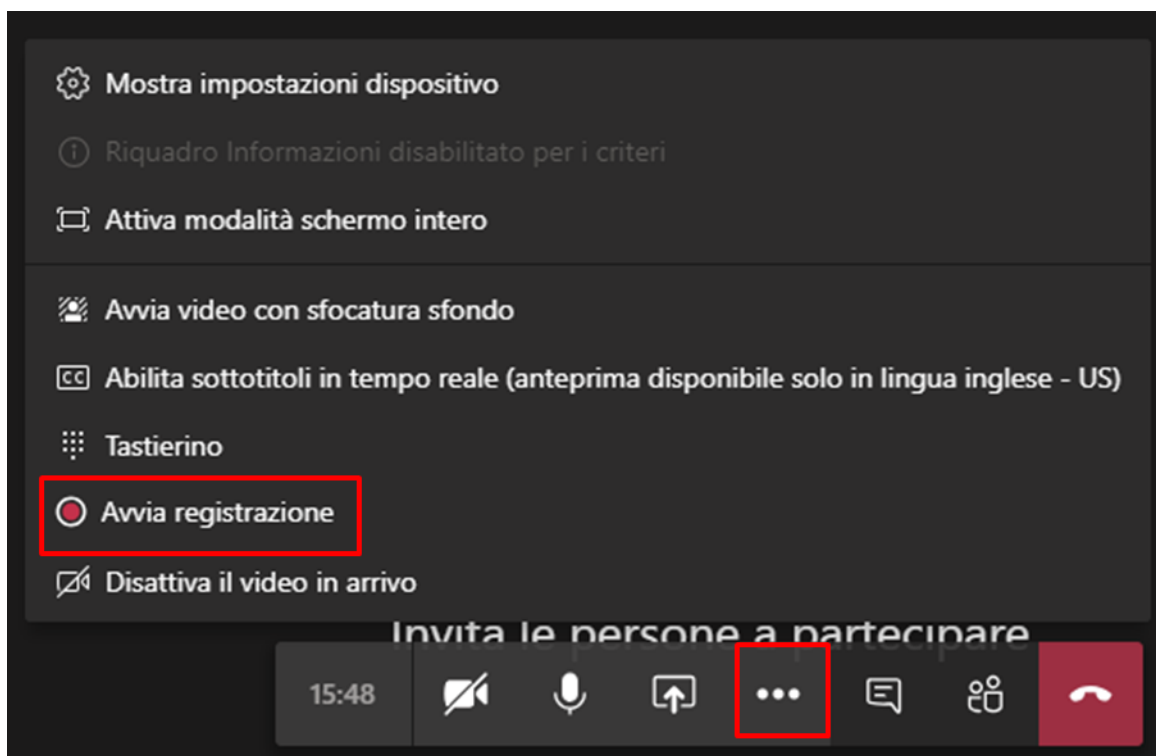 Mostra impostazioni dispositivo
Riquadro Informazioni disabilitato per i criteri
Attiva modalità schermo intero
Avvia video con sfocatura sfondo
CC Abilita sottotitoli in tempo reale (anteprima disponibile solo in lingua inglese - US)
Tastierino
Avvia registrazione
Disattiva il video in arrivo
Invita le persone a partecipare
15:48